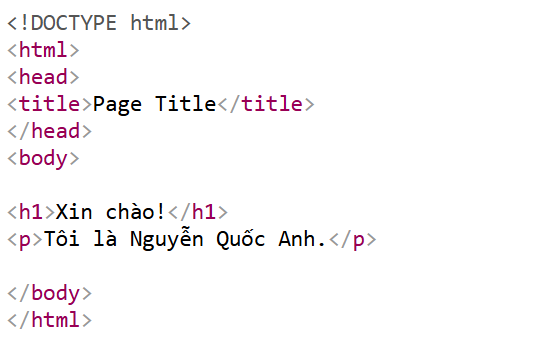 <!DOCTYPE html>
<html>
<head>
<title>Page Title</title>
</head>
<body>
<h1>Xin chào!</h1>
<p>Tôi là Nguyễn Quốc Anh.</p>
</body>
</html>